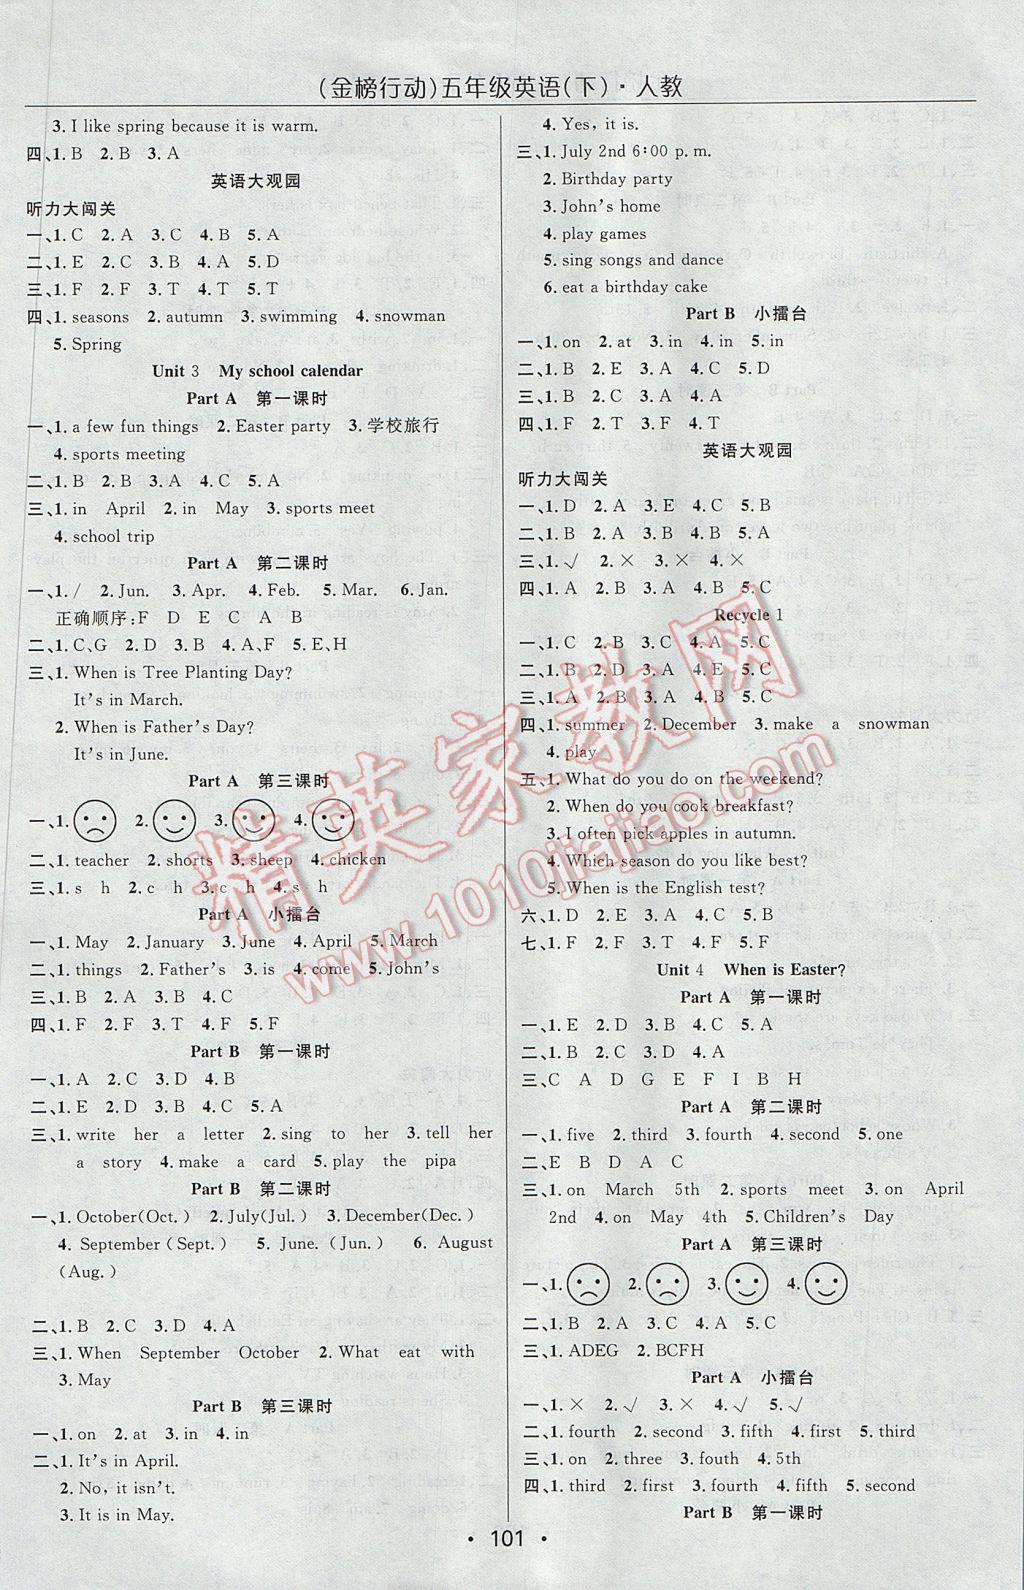 (金榜行动)五年级英语(下)·人教
3. I like spring because it is warm.
四、1. B 2. B 3. A
英语大观园
听力大闯关
一、1. C 2. A 3. C 4. B 5. A
二、1. E 2. C 3. B 4. A 5. D
三、1. F 2. F 3. T 4. T 5. T
四、1. seasons 2. autumn 3. swimming 4. snowman
5. Spring
Unit 3 My school calendar
Part A 第一课时
一、1. a few fun things 2. Easter party 3. 学校旅行
4. sports meeting
二、1. B 2. B 3. A 4. C 5. A
三、1. in April 2. in May 3. sports meet
4. school trip
Part A 第二课时
一、1. / 2. Jun. 3. Apr. 4. Feb. 5. Mar. 6. Jan.
正确顺序:F D E C A B
二、1. C、G 2. D 3. B 4. A、F 5. E、H
三、1. When is Tree Planting Day?
It's in March.
2. When is Father's Day?
It's in June.
Part A 第三课时
一、1. 2. 3. 4.
二、1. teacher 2. shorts 3. sheep 4. chicken
三、1. s h 2. c h 3. c h 4. s h
Part A 小擂台
一、1. May 2. January 3. June 4. April 5. March
二、1. things 2. Father's 3. is 4. come 5. John's
三、1. B 2. A 3. B 4. C
四、1. F 2. F 3. T 4. F 5. F
Part B 第一课时
一、1. A 2. C 3. D 4. B
二、1. E 2. D 3. B 4. A 5. C
三、1. write her a letter 2. sing to her 3. tell her
a story 4. make a card 5. play the pipa
Part B 第二课时
一、1. October(Oct.) 2. July(Jul.) 3. December(Dec.)
4. September(Sept.) 5. June. (Jun.) 6. August
(Aug.)
二、1. B 2. C 3. D 4. A
三、1. When September October 2. What eat with
3. May
Part B 第三课时
一、1. on 2. at 3. in 4. in
二、1. It's in April.
2. No, it isn't.
3. It is in May.
4. Yes, it is.
三、1. July 2nd 6:00 p. m.
2. Birthday party
3. John's home
4. play games
5. sing songs and dance
6. eat a birthday cake
Part B 小擂台
一、1. on 2. at 3. in 4. in 5. in
二、1. B 2. E 3. A 4. C 5. D
三、1. B 2. C 3. A 4. A
四、1. F 2. T 3. F 4. T
英语大观园
听力大闯关
一、1. D 2. A 3. E 4. C 5. B
二、1. B 2. A 3. B 4. B 5. A
三、1. √ 2. × 3. × 4. ×
四、1. A 2. B 3. A 4. B 5. C
Recycle 1
一、1. C 2. B 3. C 4. A 5. C
二、1. B 2. D 3. A 4. E 5. C
三、1. A 2. B 3. A 4. B 5. C
四、1. summer 2. December 3. make a snowman
4. play
五、1. What do you do on the weekend?
2. When do you cook breakfast?
3. I often pick apples in autumn.
4. Which season do you like best?
5. When is the English test?
六、1. D 2. E 3. A 4. C 5. B
七、1. F 2. F 3. T 4. F 5. F
Unit 4 When is Easter?
Part A 第一课时
一、1. E 2. D 3. B 4. C 5. A
二、1. B 2. C 3. D 4. A
三、C A D G E F I B H
Part A 第二课时
一、1. five 2. third 3. fourth 4. second 5. one
二、E B D A C
三、1. on March 5th 2. sports meet 3. on April
2nd 4. on May 4th 5. Children's Day
Part A 第三课时
一、1. 2. 3. 4.
二、1. B 2. A 3. C 4. D 5. A
三、1. ADEG 2. BCFH
Part A 小擂台
一、1. × 2. √ 3. × 4. √ 5. √
二、1. fourth 2. second 3. fifth 4. first 5. third
三、1. on 2. three 3. fouth 4. 5th
四、1. third 2. first 3. fourth 4. fifth 5. second
Part B 第一课时
· 101 ·
精英家教网
www.1010jiajiao.com